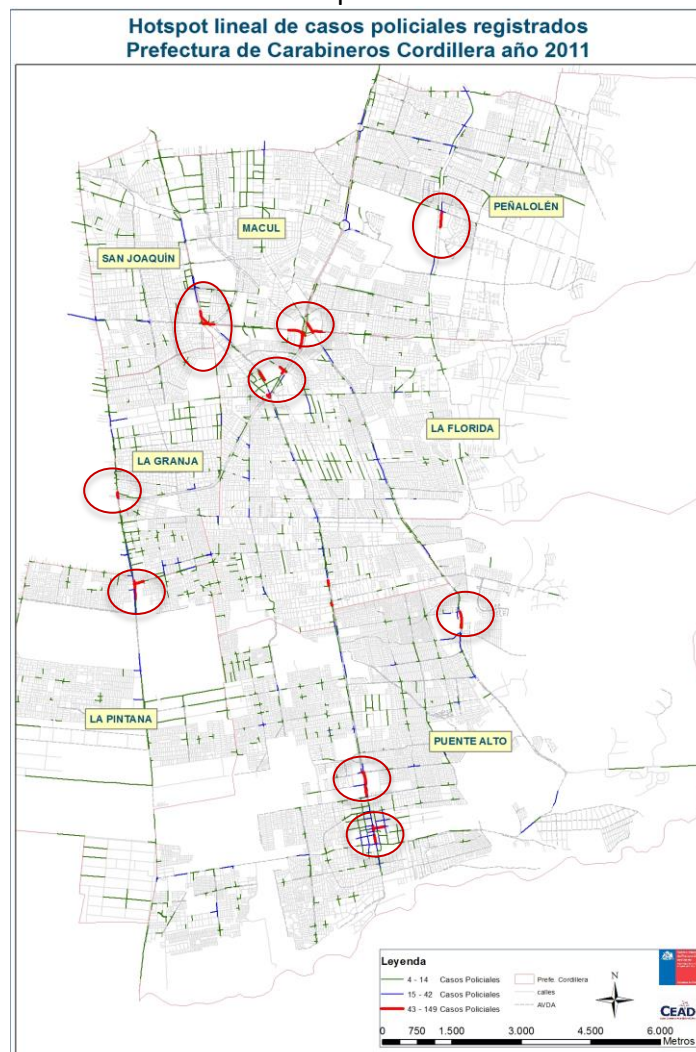 Hotspot lineal de casos policiales registrados
Prefectura de Carabineros Cordillera año 2011
PEÑALOLÉN
MACUL
SAN JOAQUÌN
LA FLORIDA
LA GRANJA
LA PINTANA
PUENTE ALTO
Leyenda
4 - 14 Casos Policiales
15 - 42 Casos Policiales
43 - 149 Casos Policiales
Prefe. Cordillera
calles
AVDA
N
CEAD
0 750 1.500 3.000 4.500 6.000
Metros